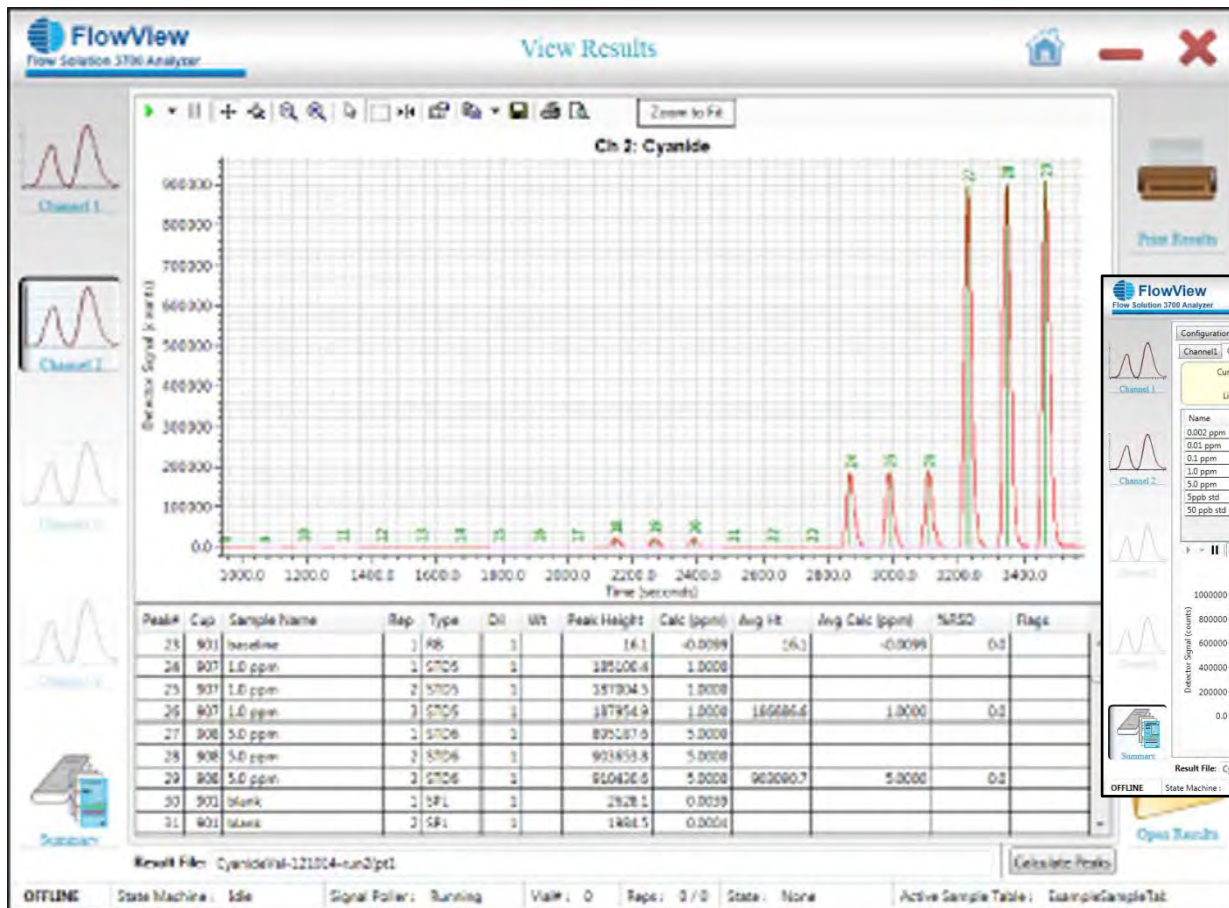 FlowView
Flow Solution 3700 Analyzer
View Results
Channel 1
Channel 2
Summary
Zoom to Fit
Ch 2: Cyanide
Detector Signal (counts)
900000
800000
700000
600000
500000
400000
300000
200000
100000
0.0
10 11 12 13 14 15 16 17
1200.0 1400.0 1600.0 1800.0 2000.0 2200.0 2400.0 2600.0 2800.0 3000.0 3200.0 3400.0
Time (seconds)
Peak# Cup Sample Name Rep Type Dil Wt Peak Height Calc (ppm) Avg Ht Avg Calc (ppm) %RSD Flags
23 901 baseline 1 RB 1 16.1 -0.0099 16.1 -0.0099 0.0
24 907 1.0 ppm 1 STD5 1 1.0000
25 907 1.0 ppm 2 STD5 1 1.0000
26 907 1.0 ppm 3 STD5 1 1.0000 1.0000 0.0
27 908 5.0 ppm 1 STD6 1 5.0000
28 908 5.0 ppm 2 STD6 1 5.0000
29 908 5.0 ppm 3 STD6 1 5.0000 5.0000 0.0
30 901 blank 1 1
31 901 blank 2 1
Result File:
Calculate Peaks
OFFLINE State Machine : Idle Signal Poller : Running Vial# : 0 Reps : 0 / 0 State : None Active Sample Table : ExampleSampleTab
Print Results
Open Results
FlowView
Flow Solution 3700 Analyzer
Channel 1
Channel 2
Summary
Configuration
Channel1
Cur
Li
Name
0.002 ppm
0.01 ppm
0.1 ppm
1.0 ppm
5.0 ppm
5ppb std
50 ppb std
Detector Signal (counts)
1000000
800000
600000
400000
200000
0.0
Result File: Cy
OFFLINE State Machine :